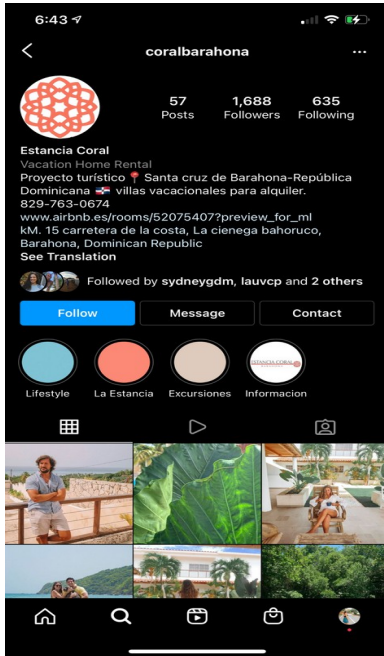 6:43
coralbarahona
57 1,688 635
Posts Followers Following
Estancia Coral
Vacation Home Rental
Proyecto turístico 📍 Santa cruz de Barahona-República
Dominicana 🇩🇴 villas vacacionales para alquiler.
829-763-0674
www.airbnb.es/rooms/52075407?preview_for_ml
kM. 15 carretera de la costa, La cienega bahoruco,
Barahona, Dominican Republic
See Translation
Followed by sydneygdm, lauvcp and 2 others
Follow Message Contact
ESTANCIA CORAL
Lifestyle La Estancia Excursiones Informacion